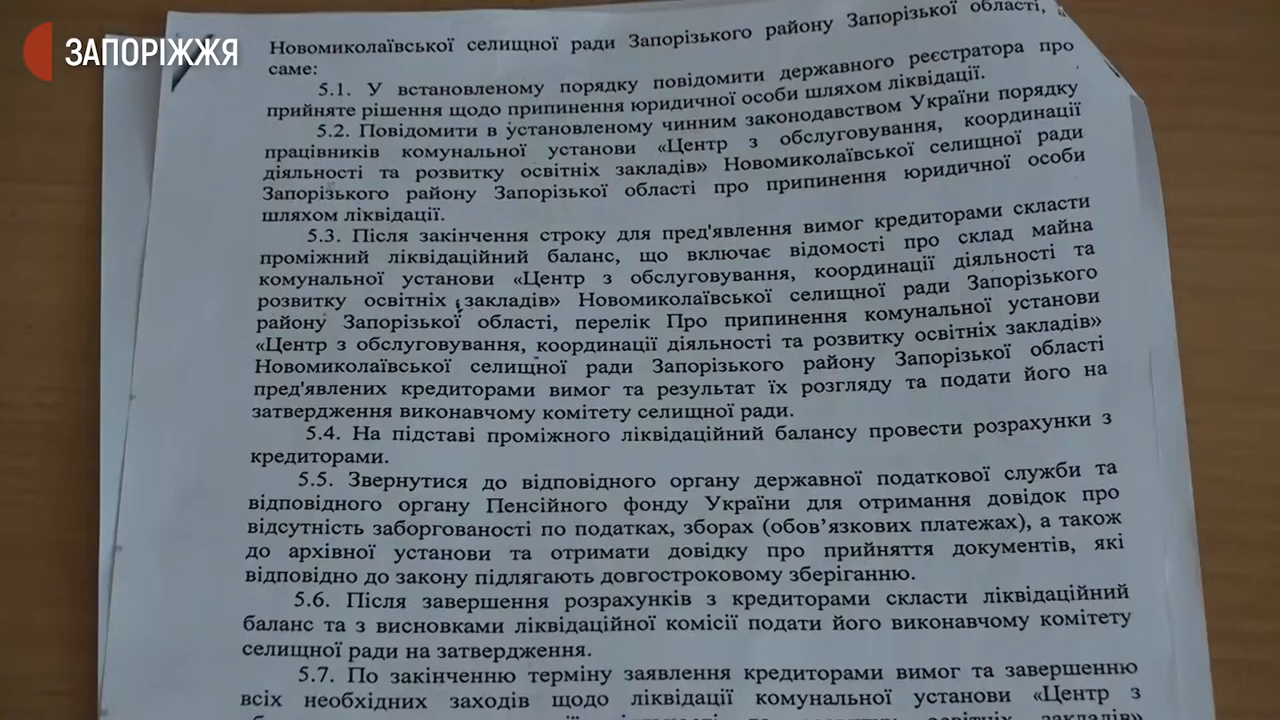 ЗАПОРІЖЖЯ
Новомиколаївської селищної ради Запорізького району Запорізької області, а
саме:
5.1. У встановленому порядку повідомити державного реєстратора про
прийняте рішення щодо припинення юридичної особи шляхом ліквідації.
5.2. Повідомити в установленому чинним законодавством України порядку
працівників комунальної установи «Центр з обслуговування, координації
діяльності та розвитку освітніх закладів» Новомиколаївської селищної ради
Запорізького району Запорізької області про припинення юридичної особи
шляхом ліквідації.
5.3. Після закінчення строку для пред'явлення вимог кредиторами скласти
проміжний ліквідаційний баланс, що включає відомості про склад майна
комунальної установи «Центр з обслуговування, координації діяльності та
розвитку освітніх закладів» Новомиколаївської селищної ради Запорізького
району Запорізької області, перелік Про припинення комунальної установи
«Центр з обслуговування, координації діяльності та розвитку освітніх закладів»
Новомиколаївської селищної ради Запорізького району Запорізької області
пред'явлених кредиторами вимог та результат їх розгляду та подати його на
затвердження виконавчому комітету селищної ради.
5.4. На підставі проміжного ліквідаційний балансу провести розрахунки з
кредиторами.
5.5. Звернутися до відповідного органу державної податкової служби та
відповідного органу Пенсійного фонду України для отримання довідок про
відсутність заборгованості по податках, зборах (обов’язкових платежах), а також
до архівної установи та отримати довідку про прийняття документів, які
відповідно до закону підлягають довгостроковому зберіганню.
5.6. Після завершення розрахунків з кредиторами скласти ліквідаційний
баланс та з висновками ліквідаційної комісії подати його виконавчому комітету
селищної ради на затвердження.
5.7. По закінченню терміну заявлення кредиторами вимог та завершенню
всіх необхідних заходів щодо ліквідації комунальної установи «Центр з